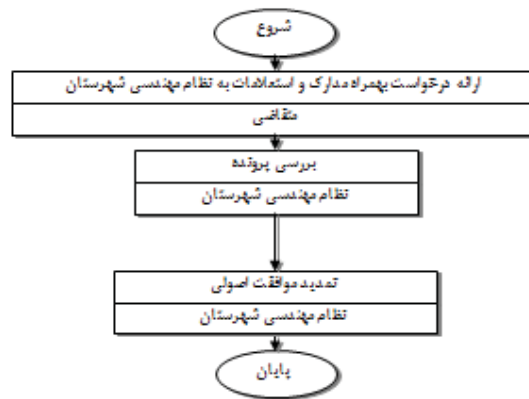 شروع
ارائه درخواست بهمراه مدارک و استعلامات به نظام مهندسی شهرستان
متقاضی
بررسی پرونده
نظام مهندسی شهرستان
تمدید موافقت اصولی
نظام مهندسی شهرستان
پایان